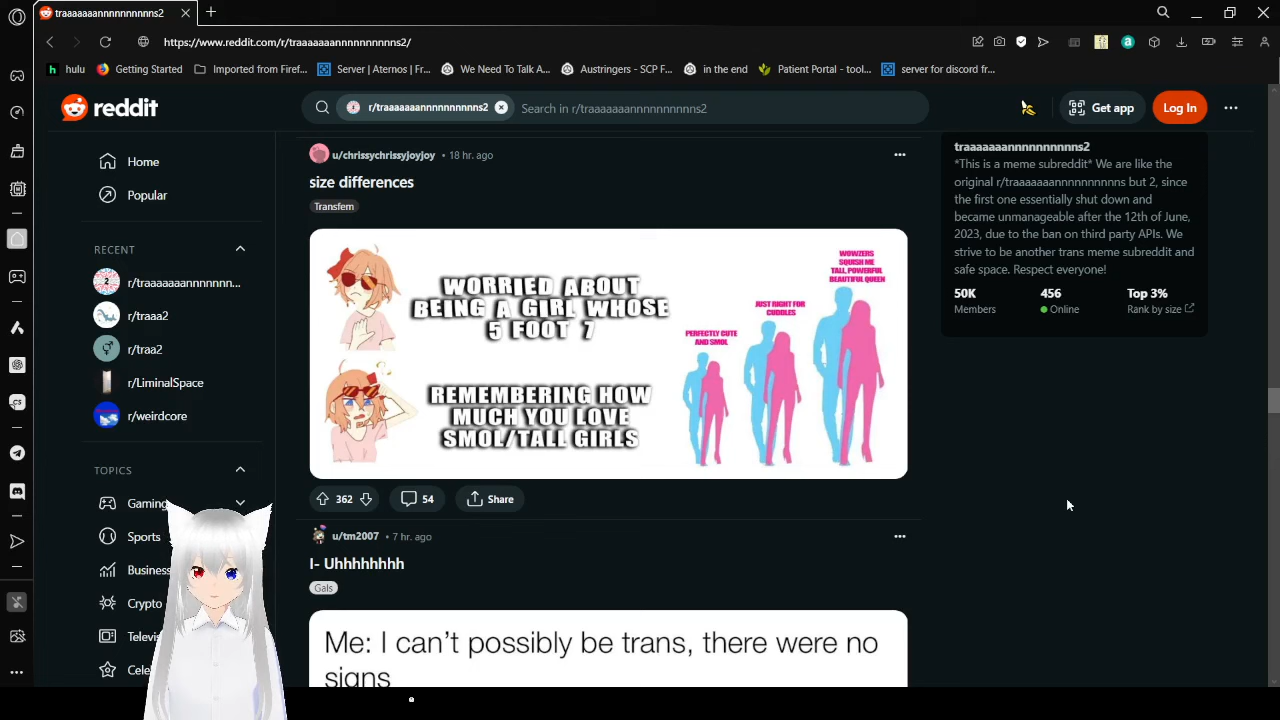 traaaaaaannnnnnnnnns2
https://www.reddit.com/r/traaaaaaannnnnnnnnns2/
hulu
Getting Started
Imported from Firef...
Server | Aternos | Fr...
We Need To Talk A...
Austringers - SCP F...
in the end
Patient Portal - tool...
server for discord fr...
reddit
r/traaaaaaannnnnnnnnns2
Search in r/traaaaaaannnnnnnnnns2
Get app
Log In
Home
Popular
RECENT
r/traaaaaaannnnnnn...
r/traaa2
r/traa2
r/LiminalSpace
r/weirdcore
TOPICS
Gaming
Sports
Business
Crypto
Televis
Cele
u/chrissychrissyjoyjoy • 18 hr. ago
size differences
Transfem
WORRIED ABOUT
BEING A GIRL WHOSE
5 FOOT 7
REMEMBERING HOW
MUCH YOU LOVE
SMOL/TALL GIRLS
PERFECTLY CUTE
AND SMOL
JUST RIGHT FOR
CUDDLES
WOWZERS
SQUISH ME
TALL, POWERFUL
BEAUTIFUL QUEEN
362
54
Share
u/tm2007 • 7 hr. ago
I- Uhhhhhhhh
Gals
Me: I can't possibly be trans, there were no
signs
traaaaaaannnnnnnnnns2
*This is a meme subreddit* We are like the
original r/traaaaaaannnnnnnnnns but 2, since
the first one essentially shut down and
became unmanageable after the 12th of June,
2023, due to the ban on third party APIs. We
strive to be another trans meme subreddit and
safe space. Respect everyone!
50K
Members
456
Online
Top 3%
Rank by size